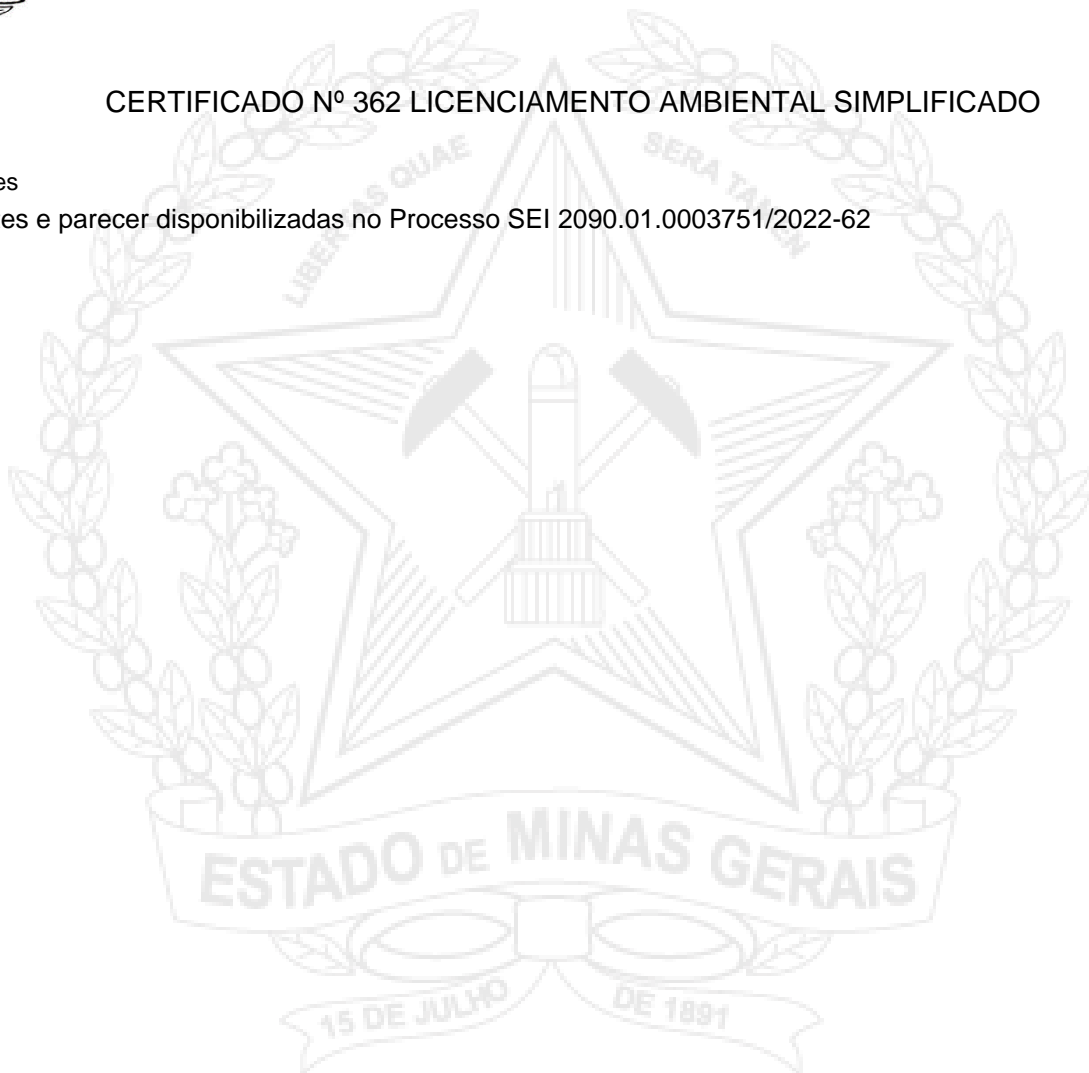 CERTIFICADO Nº 362 LICENCIAMENTO AMBIENTAL SIMPLIFICADO
es
es e parecer disponibilizadas no Processo SEI 2090.01.0003751/2022-62
LIBERTAS QUAE SERA TAMEN
ESTADO DE MINAS GERAIS
15 DE JULHO DE 1891